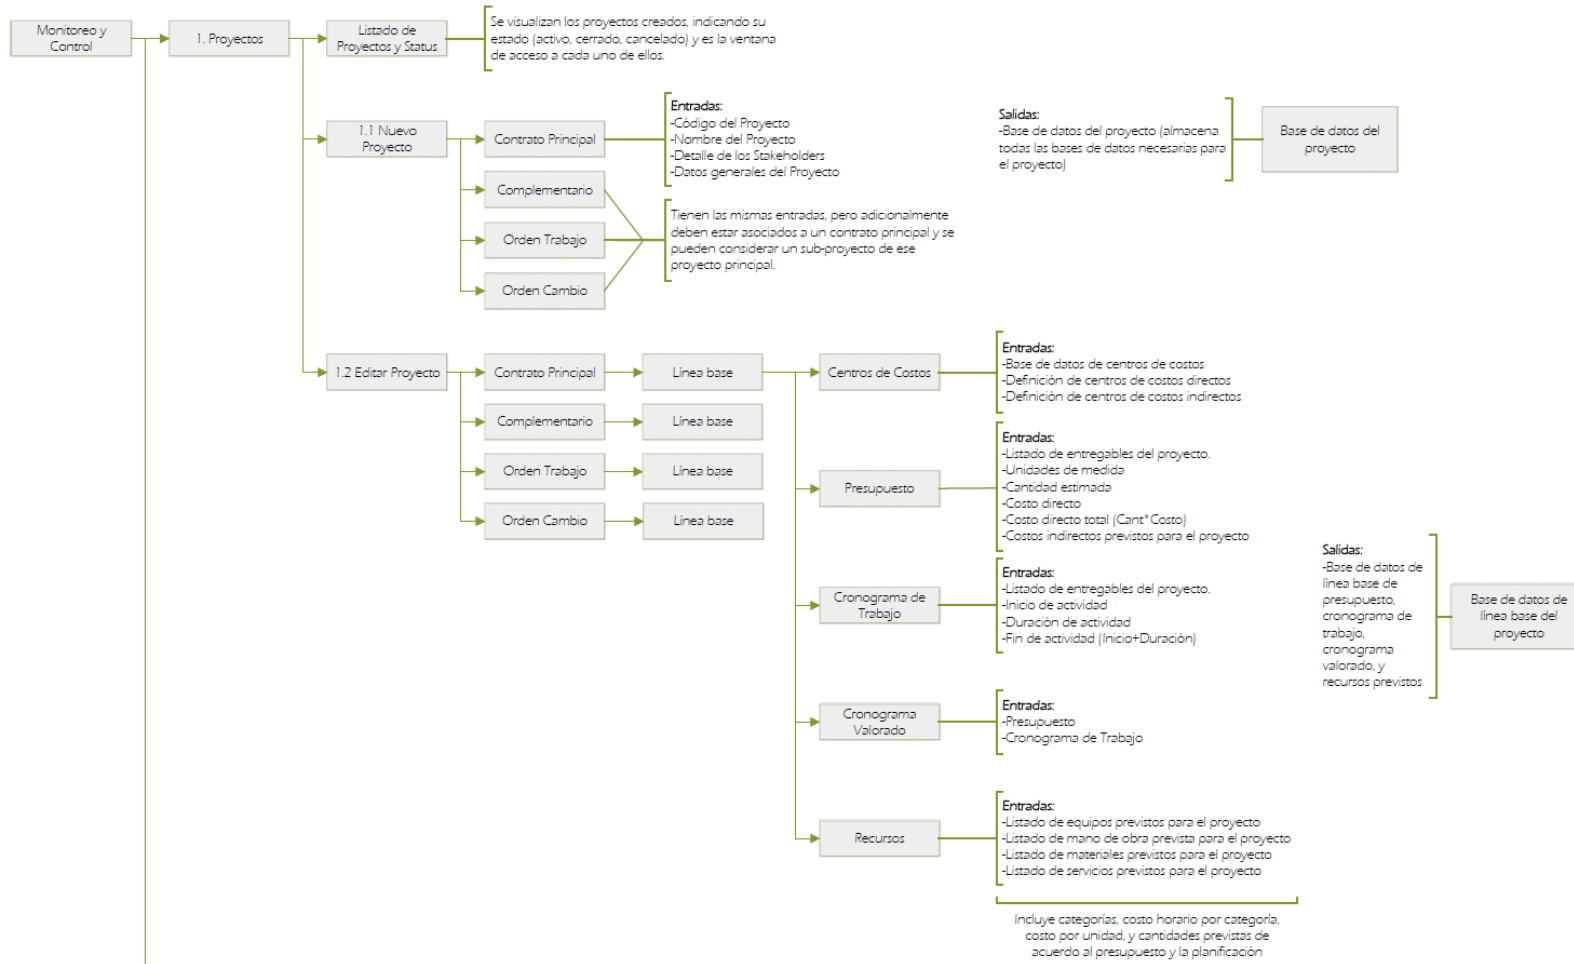 Monitoreo y
Control
1. Proyectos
Listado de
Proyectos y Status
Se visualizan los proyectos creados, indicando su
estado (activo, cerrado, cancelado) y es la ventana
de acceso a cada uno de ellos.
1.1 Nuevo
Proyecto
Contrato Principal
Entradas:
-Código del Proyecto
-Nombre del Proyecto
-Detalle de los Stakeholders
-Datos generales del Proyecto
Salidas:
-Base de datos del proyecto (almacena
todas las bases de datos necesarias para
el proyecto)
Base de datos del
proyecto
Complementario
Orden Trabajo
Orden Cambio
Tienen las mismas entradas, pero adicionalmente
deben estar asociados a un contrato principal y se
pueden considerar un sub-proyecto de ese
proyecto principal.
1.2 Editar Proyecto
Contrato Principal
Línea base
Complementario
Línea base
Orden Trabajo
Línea base
Orden Cambio
Línea base
Centros de Costos
Entradas:
-Base de datos de centros de costos
-Definición de centros de costos directos
-Definición de centros de costos indirectos
Presupuesto
Entradas:
-Listado de entregables del proyecto.
-Unidades de medida
-Cantidad estimada
-Costo directo
-Costo directo total (Cant*Costo)
-Costos indirectos previstos para el proyecto
Cronograma de
Trabajo
Entradas:
-Listado de entregables del proyecto.
-Inicio de actividad
-Duración de actividad
-Fin de actividad (Inicio+Duración)
Salidas:
-Base de datos de
línea base de
presupuesto,
cronograma de
trabajo,
cronograma
valorado, y
recursos previstos
Base de datos de
línea base del
proyecto
Cronograma
Valorado
Entradas:
-Presupuesto
-Cronograma de Trabajo
Recursos
Entradas:
-Listado de equipos previstos para el proyecto
-Listado de mano de obra prevista para el proyecto
-Listado de materiales previstos para el proyecto
-Listado de servicios previstos para el proyecto
Incluye categorías, costo horario por categoría,
costo por unidad, y cantidades previstas de
acuerdo al presupuesto y la planificación